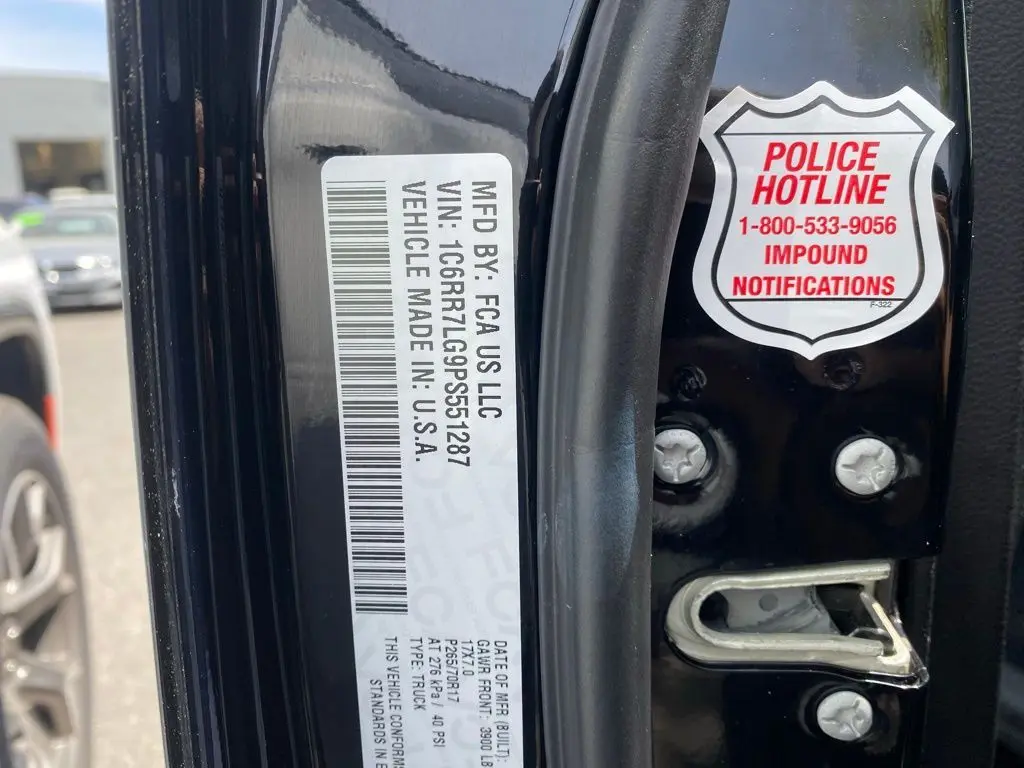 MFD BY: FCA US LLC
VIN: 1C6RR7LG9PS551287
VEHICLE MADE IN: U.S.A.
DATE OF MFR (BUILT):
GAWR FRONT: 3900 LB
17X7.0
P265/70R17
AT 276 kPa / 40 PSI
TYPE: TRUCK
THIS VEHICLE CONFORMS
STANDARDS IN E
POLICE
HOTLINE
1-800-533-9056
IMPOUND
NOTIFICATIONS
F-322